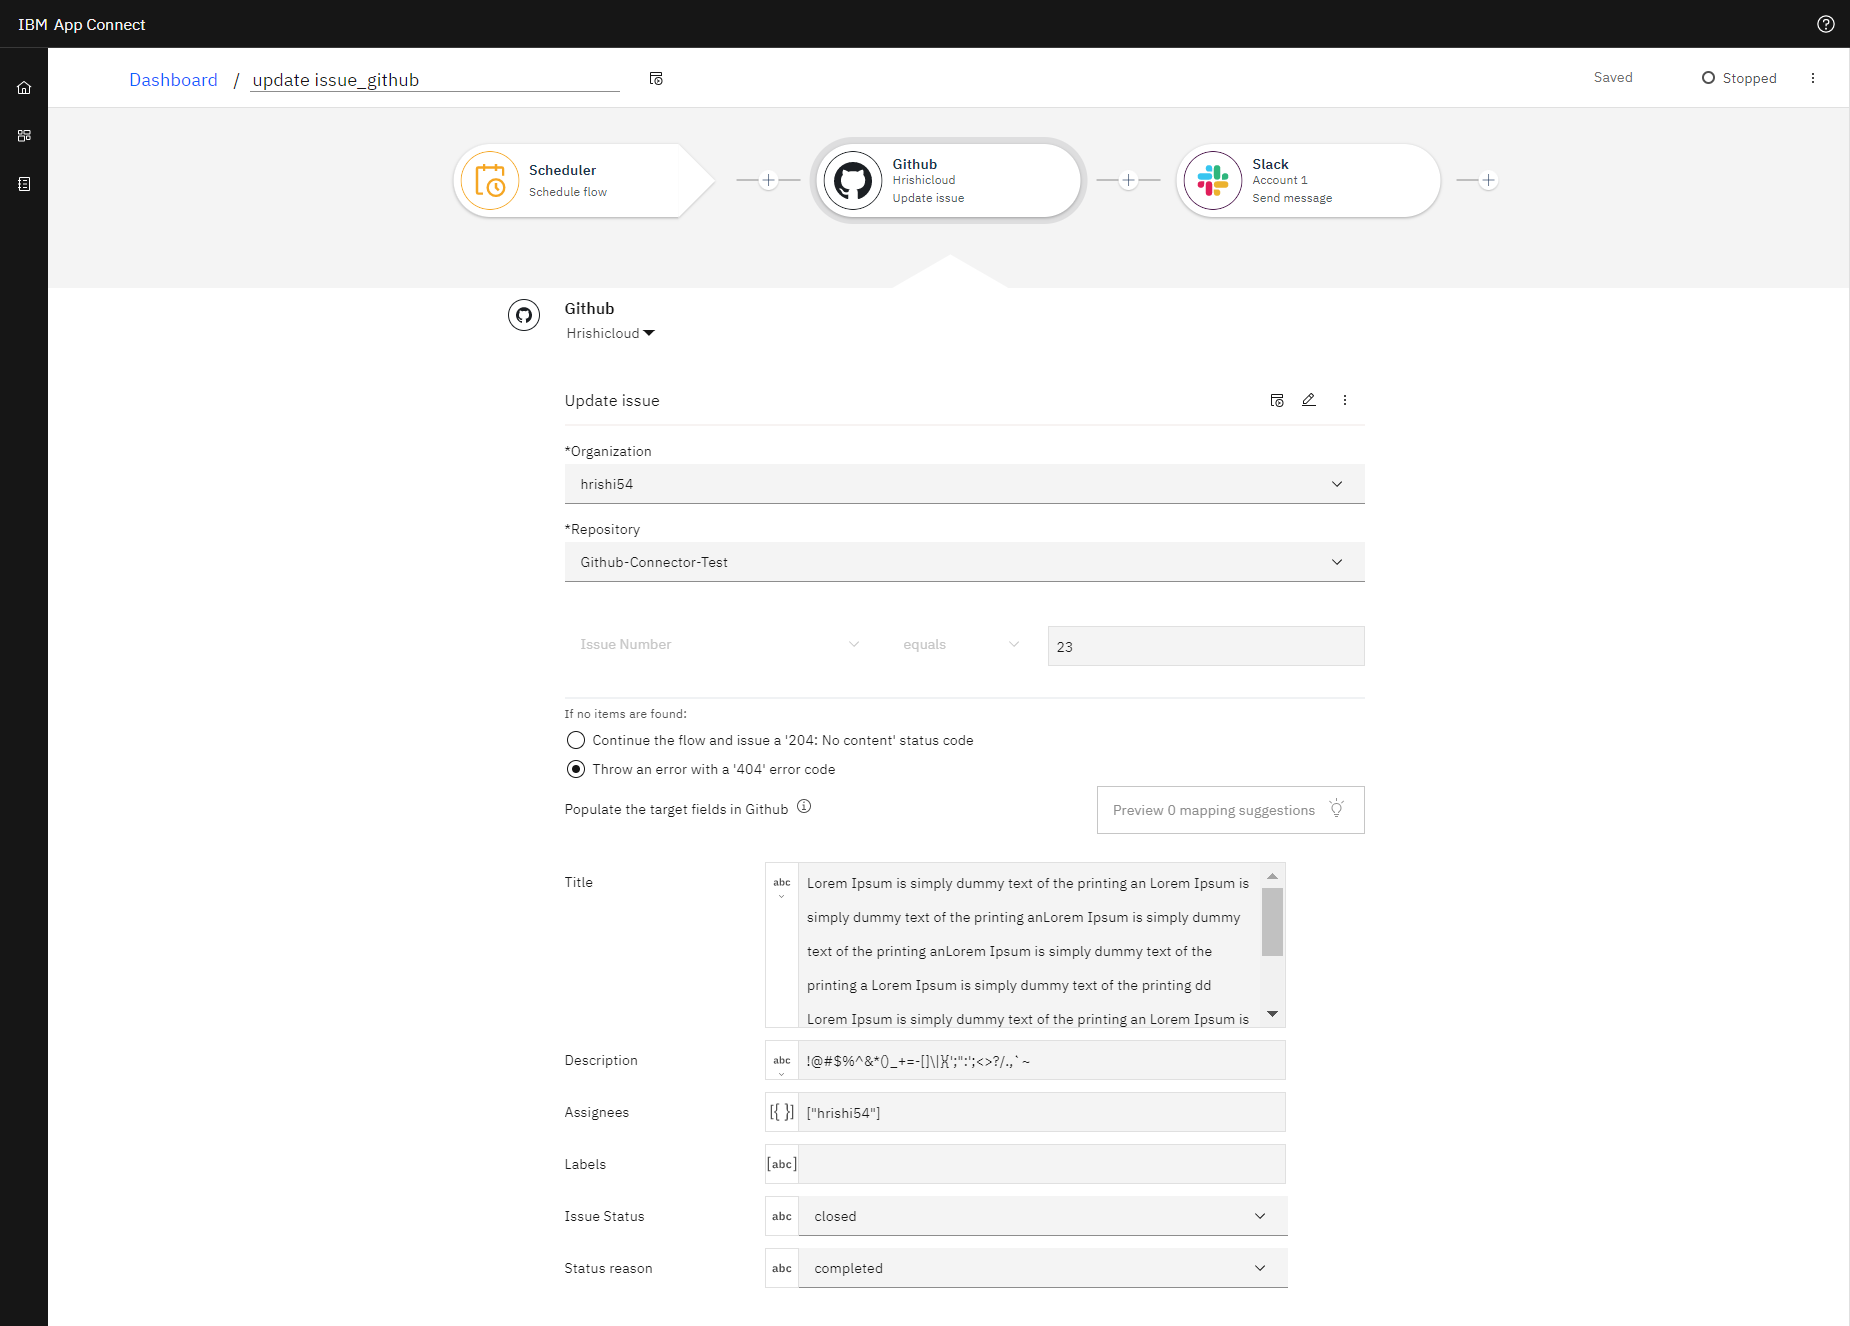 IBM App Connect
Dashboard / update issue_github
Saved
Stopped
Scheduler
Schedule flow
Github
Hrishicloud
Update issue
Slack
Account 1
Send message
Github
Hrishicloud
Update issue
*Organization
hrishi54
*Repository
Github-Connector-Test
Issue Number equals 23
If no items are found:
Continue the flow and issue a '204: No content' status code
Throw an error with a '404' error code
Populate the target fields in Github
Preview 0 mapping suggestions
Title
abc
Lorem Ipsum is simply dummy text of the printing an Lorem Ipsum is
simply dummy text of the printing anLorem Ipsum is simply dummy
text of the printing anLorem Ipsum is simply dummy text of the
printing a Lorem Ipsum is simply dummy text of the printing dd
Lorem Ipsum is simply dummy text of the printing an Lorem Ipsum is
Description abc !@#$%^&*()_+=-[]\|}{';":';<>?/.,`~
Assignees [{ }] ["hrishi54"]
Labels [abc]
Issue Status abc closed
Status reason abc completed